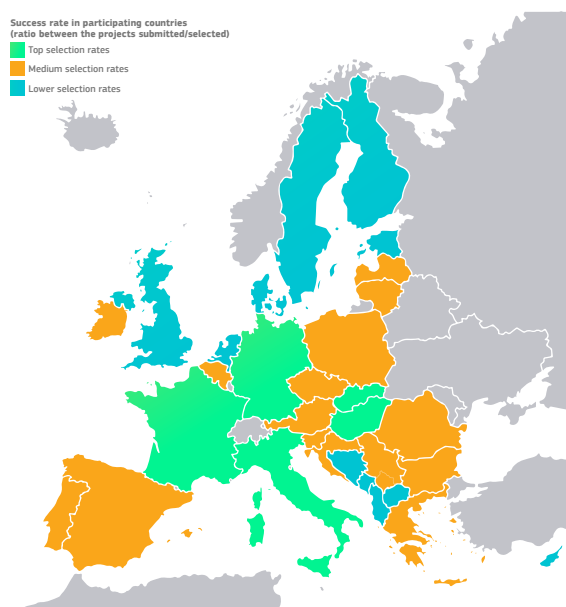 Success rate in participating countries
(ratio between the projects submitted/selected)
Top selection rates
Medium selection rates
Lower selection rates